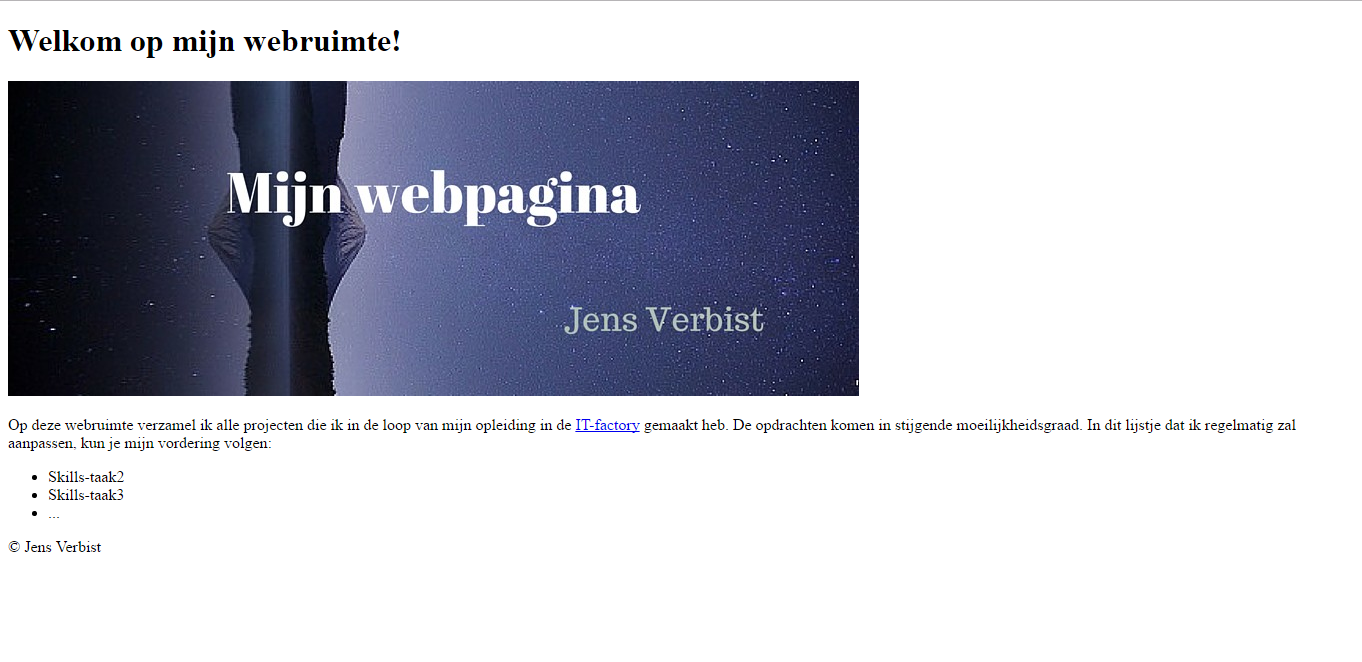 Welkom op mijn webruimte!
Mijn webpagina
Jens Verbist
Op deze webruimte verzamel ik alle projecten die ik in de loop van mijn opleiding in de IT-factory gemaakt heb. De opdrachten komen in stijgende moeilijkheidsgraad. In dit lijstje dat ik regelmatig zal
aanpassen, kun je mijn vordering volgen:
• Skills-taak2
• Skills-taak3
• ...
© Jens Verbist